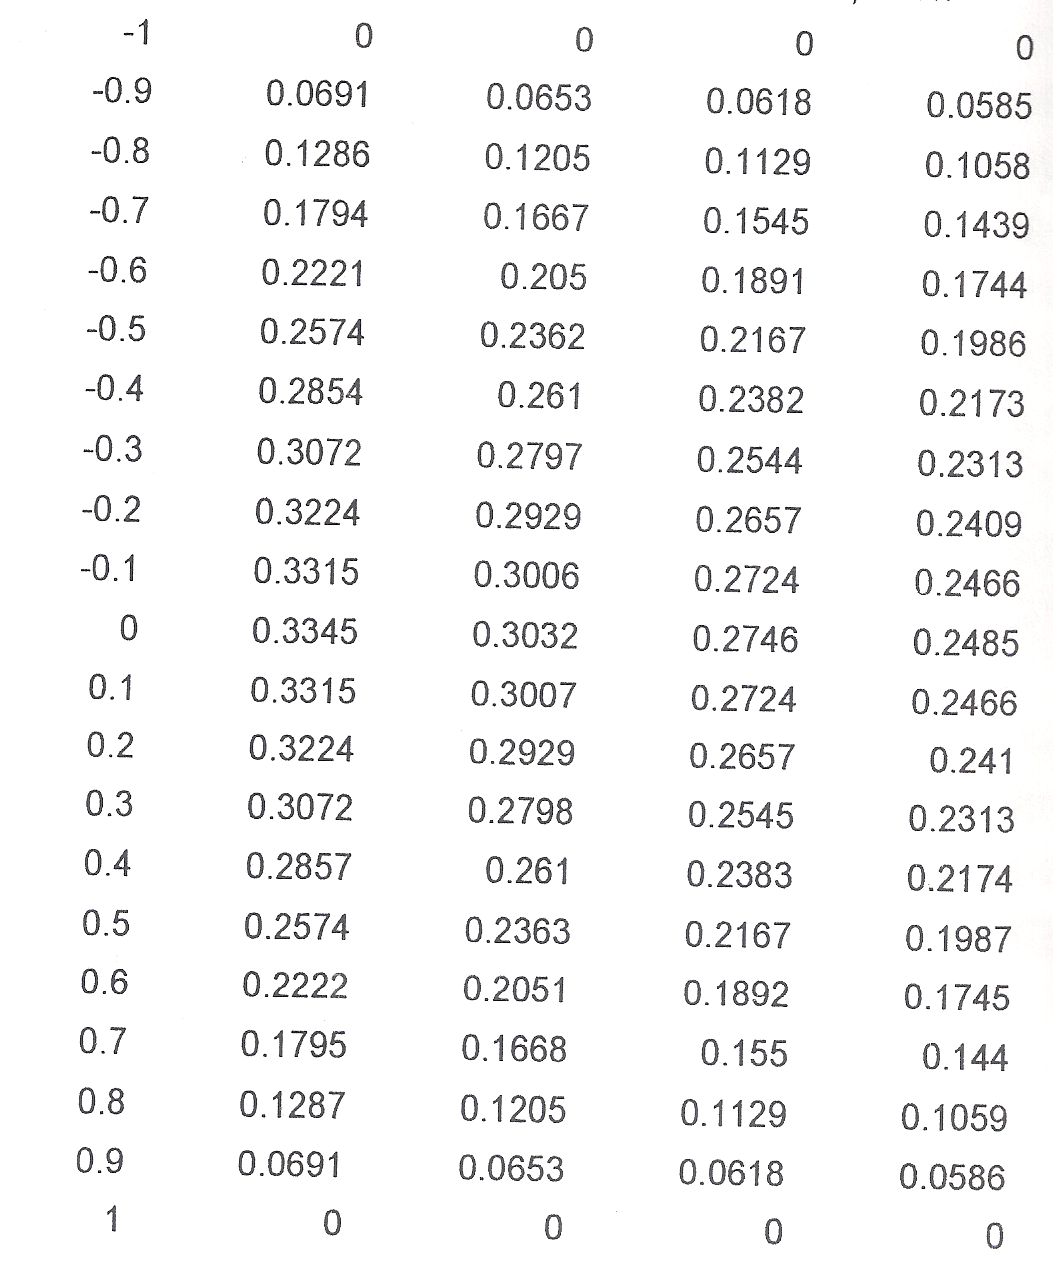 -1 0 0 0 0
-0.9 0.0691 0.0653 0.0618 0.0585
-0.8 0.1286 0.1205 0.1129 0.1058
-0.7 0.1794 0.1667 0.1545 0.1439
-0.6 0.2221 0.205 0.1891 0.1744
-0.5 0.2574 0.2362 0.2167 0.1986
-0.4 0.2854 0.261 0.2382 0.2173
-0.3 0.3072 0.2797 0.2544 0.2313
-0.2 0.3224 0.2929 0.2657 0.2409
-0.1 0.3315 0.3006 0.2724 0.2466
0 0.3345 0.3032 0.2746 0.2485
0.1 0.3315 0.3007 0.2724 0.2466
0.2 0.3224 0.2929 0.2657 0.241
0.3 0.3072 0.2798 0.2545 0.2313
0.4 0.2857 0.261 0.2383 0.2174
0.5 0.2574 0.2363 0.2167 0.1987
0.6 0.2222 0.2051 0.1892 0.1745
0.7 0.1795 0.1668 0.155 0.144
0.8 0.1287 0.1205 0.1129 0.1059
0.9 0.0691 0.0653 0.0618 0.0586
1 0 0 0 0